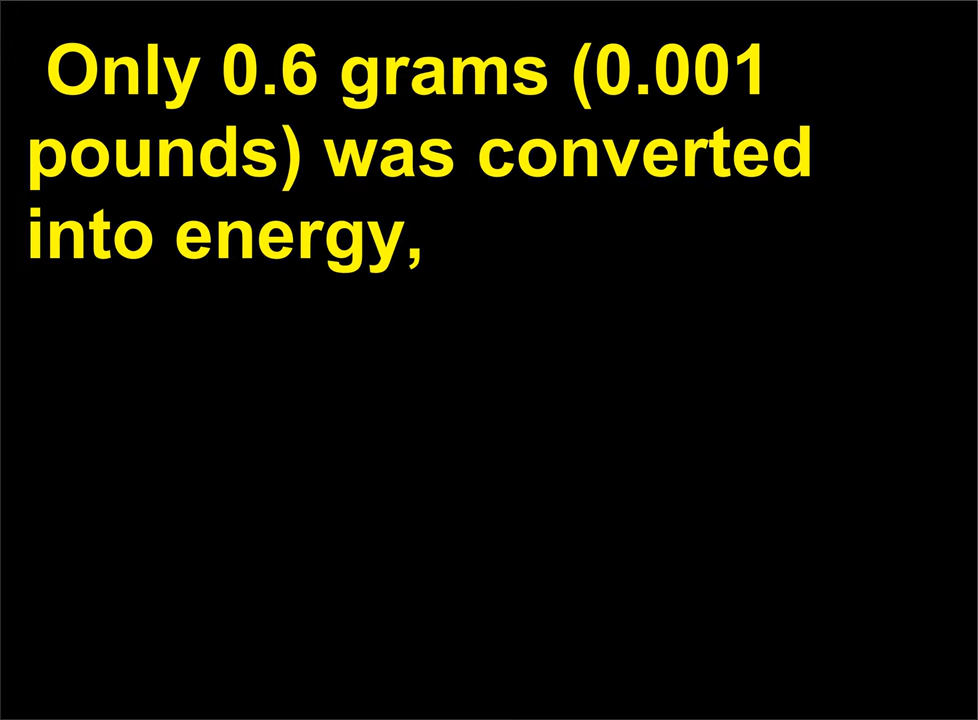 Only 0.6 grams (0.001
pounds) was converted
into energy,